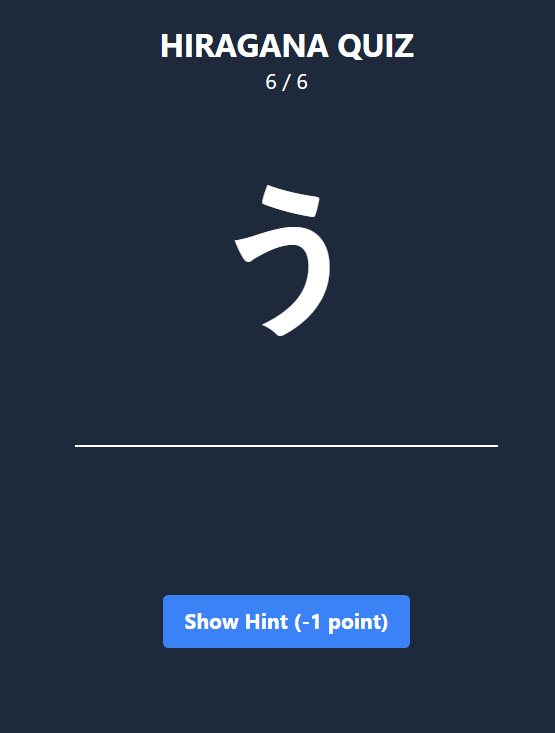 HIRAGANA QUIZ
6 / 6
う
Show Hint (-1 point)